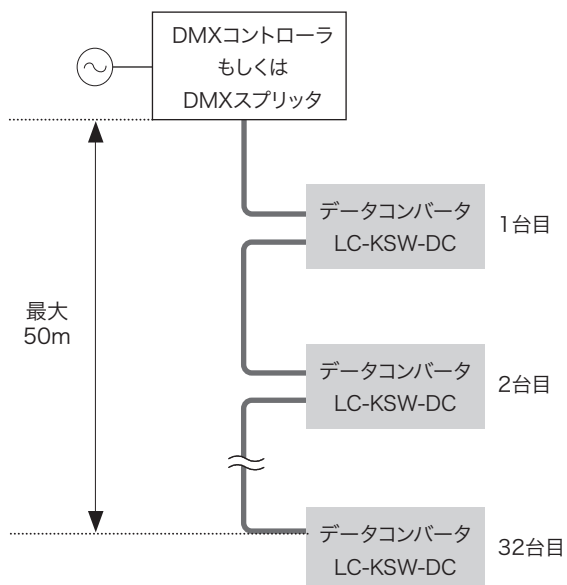 DMXコントローラ
もしくは
DMXスプリッタ
データコンバータ
LC-KSW-DC
1台目
最大
50m
データコンバータ
LC-KSW-DC
2台目
データコンバータ
LC-KSW-DC
32台目